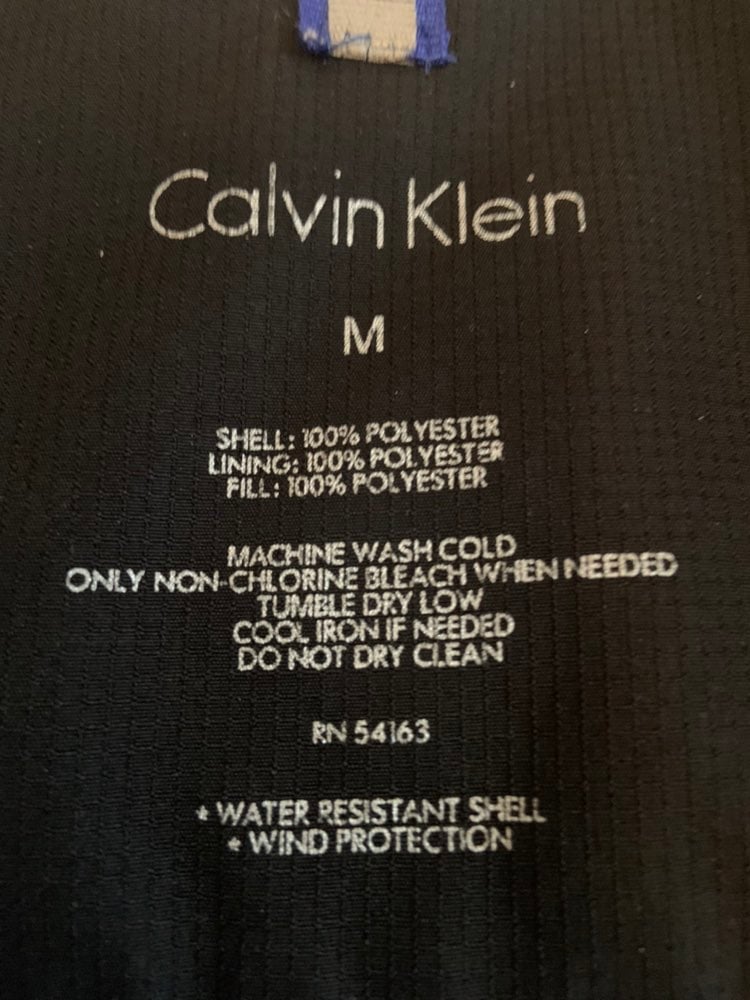 Calvin Klein
M
SHELL: 100% POLYESTER
LINING: 100% POLYESTER
FILL: 100% POLYESTER
MACHINE WASH COLD
ONLY NON-CHLORINE BLEACH WHEN NEEDED
TUMBLE DRY LOW
COOL IRON IF NEEDED
DO NOT DRY CLEAN
RN 54163
* WATER RESISTANT SHELL
* WIND PROTECTION